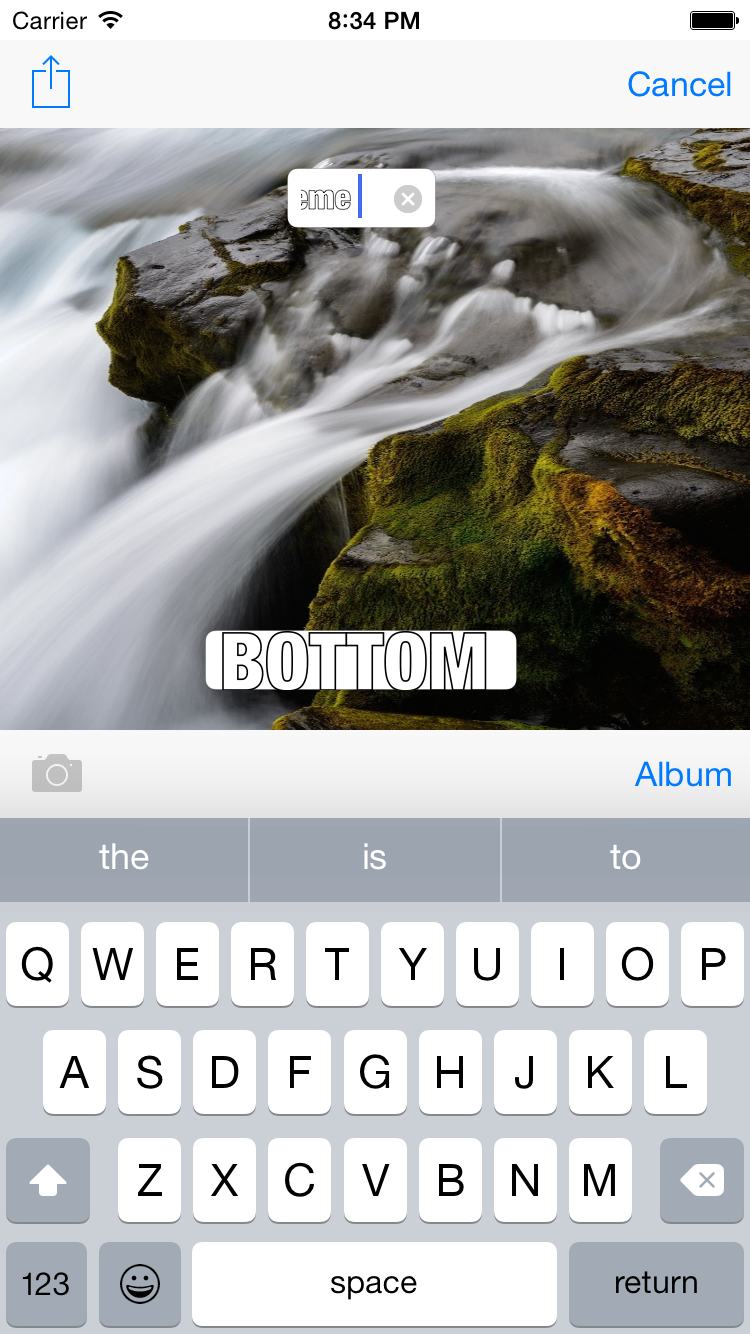 Carrier 8:34 PM
Cancel
eme
BOTTOM
Album
the is to
Q W E R T Y U I O P
A S D F G H J K L
Z X C V B N M
123 space return